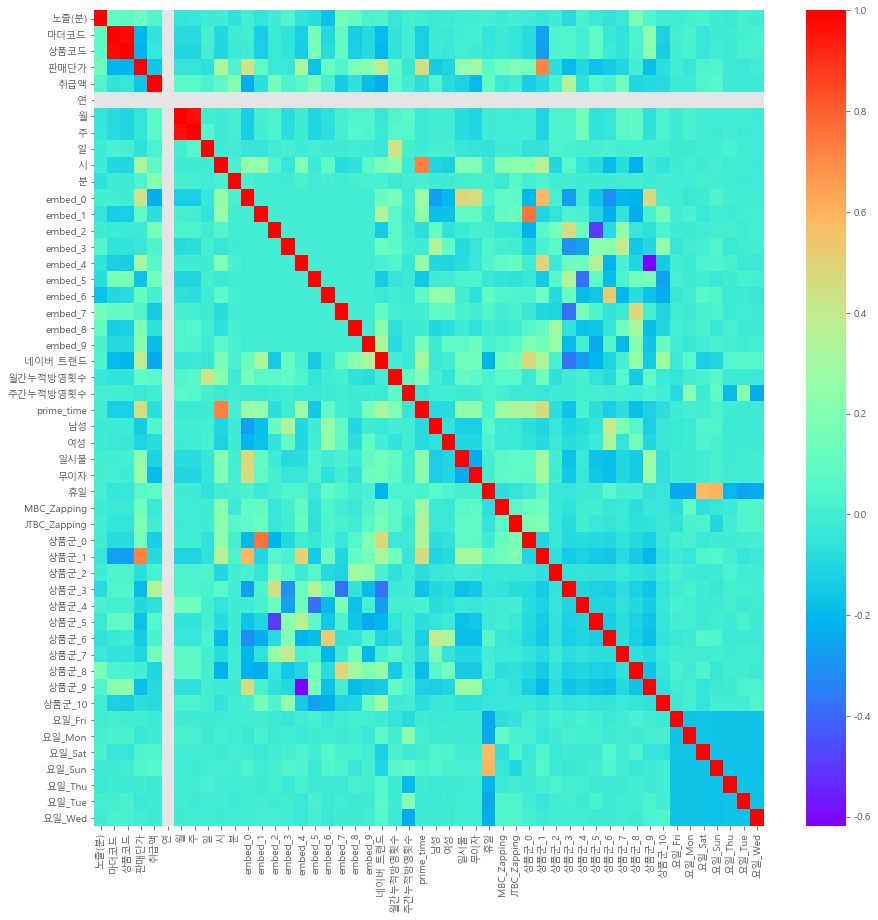 노출(분)
마더코드
상품코드
판매단가
취급액
연
월
주
일
시
분
embed_0
embed_1
embed_2
embed_3
embed_4
embed_5
embed_6
embed_7
embed_8
embed_9
네이버 트랜드
월간누적방영횟수
주간누적방영횟수
prime_time
남성
여성
일시불
무이자
휴일
MBC_Zapping
JTBC_Zapping
상품군_0
상품군_1
상품군_2
상품군_3
상품군_4
상품군_5
상품군_6
상품군_7
상품군_8
상품군_9
상품군_10
요일_Fri
요일_Mon
요일_Sat
요일_Sun
요일_Thu
요일_Tue
요일_Wed
노출(분)
마더코드
상품코드
판매단가
취급액
연
월
주
일
시
분
embed_0
embed_1
embed_2
embed_3
embed_4
embed_5
embed_6
embed_7
embed_8
embed_9
네이버 트랜드
월간누적방영횟수
주간누적방영횟수
prime_time
남성
여성
일시불
무이자
휴일
MBC_Zapping
JTBC_Zapping
상품군_0
상품군_1
상품군_2
상품군_3
상품군_4
상품군_5
상품군_6
상품군_7
상품군_8
상품군_9
상품군_10
요일_Fri
요일_Mon
요일_Sat
요일_Sun
요일_Thu
요일_Tue
요일_Wed
1.0
0.8
0.6
0.4
0.2
0.0
-0.2
-0.4
-0.6